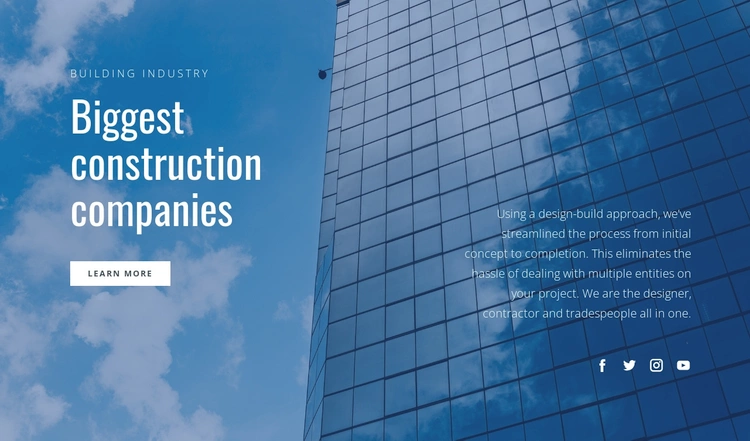 BUILDING INDUSTRY
Biggest
construction
companies
LEARN MORE
Using a design-build approach, we've
streamlined the process from initial
concept to completion. This eliminates the
hassle of dealing with multiple entities on
your project. We are the designer,
contractor and tradespeople all in one.